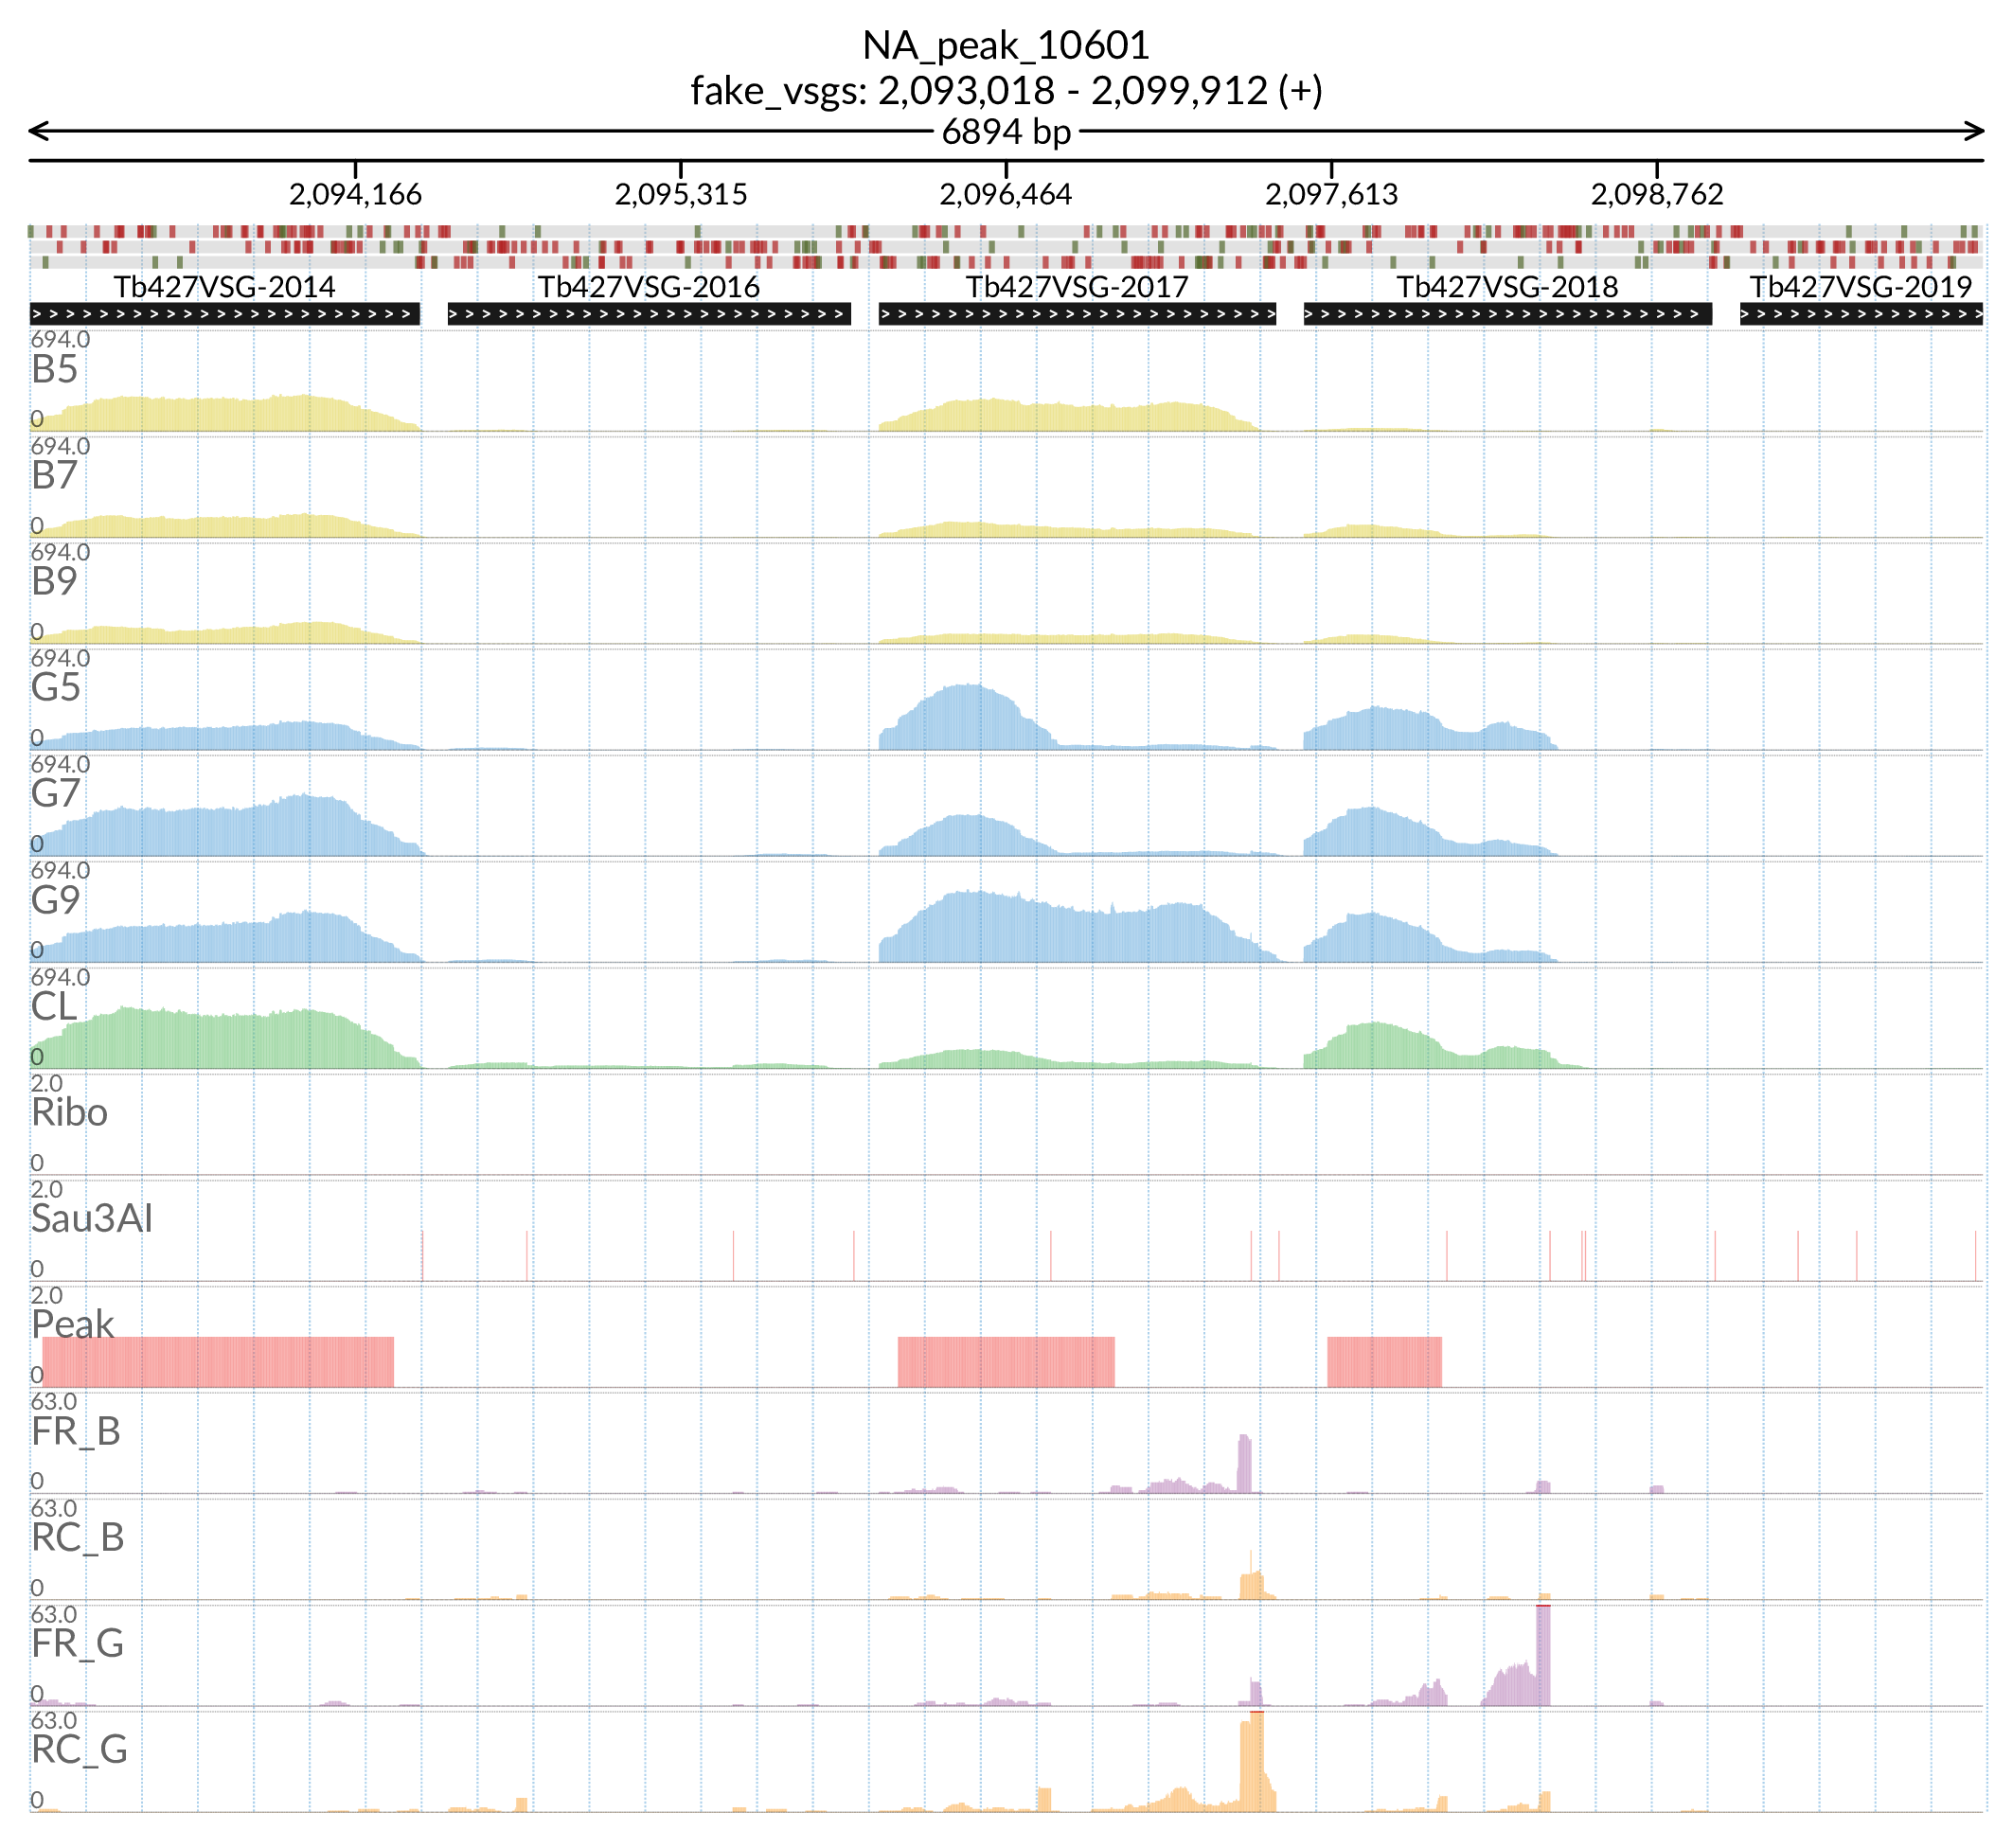 NA_peak_10601
fake_vsgs: 2,093,018 - 2,099,912 (+)
6894 bp
2,094,166 2,095,315 2,096,464 2,097,613 2,098,762
Tb427VSG-2014 Tb427VSG-2016 Tb427VSG-2017 Tb427VSG-2018 Tb427VSG-2019
694.0
B5
0
694.0
B7
0
694.0
B9
0
694.0
G5
0
694.0
G7
0
694.0
G9
0
694.0
CL
0
2.0
Ribo
0
2.0
Sau3AI
0
2.0
Peak
0
63.0
FR_B
0
63.0
RC_B
0
63.0
FR_G
0
63.0
RC_G
0